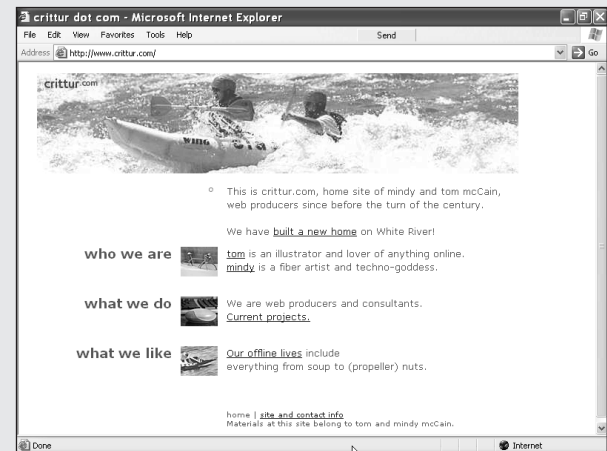 crittur dot com - Microsoft Internet Explorer
File Edit View Favorites Tools Help Send
Address http://www.crittur.com/ Go
crittur.com
WING
This is crittur.com, home site of mindy and tom mcCain,
web producers since before the turn of the century.
We have built a new home on White River!
who we are
tom is an illustrator and lover of anything online.
mindy is a fiber artist and techno-goddess.
what we do
We are web producers and consultants.
Current projects.
what we like
Our offline lives include
everything from soup to (propeller) nuts.
home | site and contact info
Materials at this site belong to tom and mindy mcCain.
Done Internet